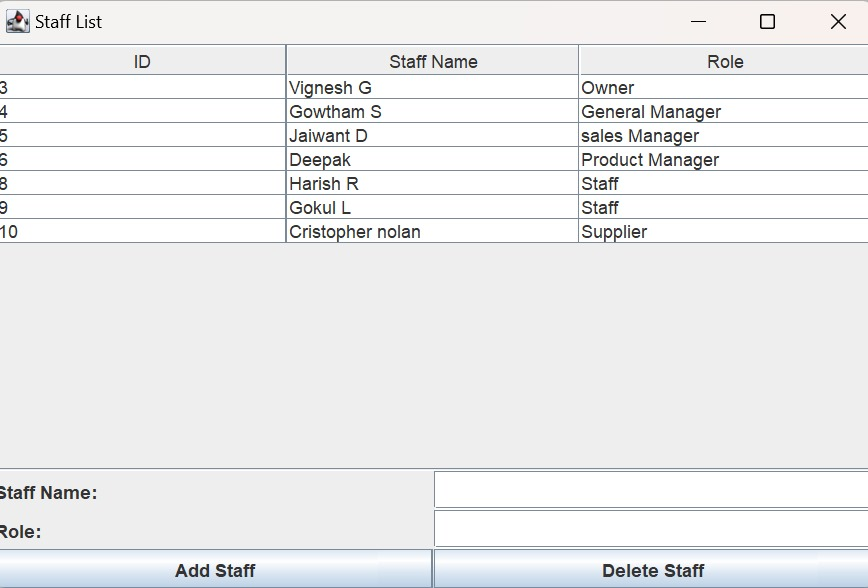 Staff List
ID Staff Name Role
3 Vignesh G Owner
4 Gowtham S General Manager
5 Jaiwant D sales Manager
6 Deepak Product Manager
8 Harish R Staff
9 Gokul L Staff
10 Cristopher nolan Supplier
Staff Name:
Role:
Add Staff Delete Staff